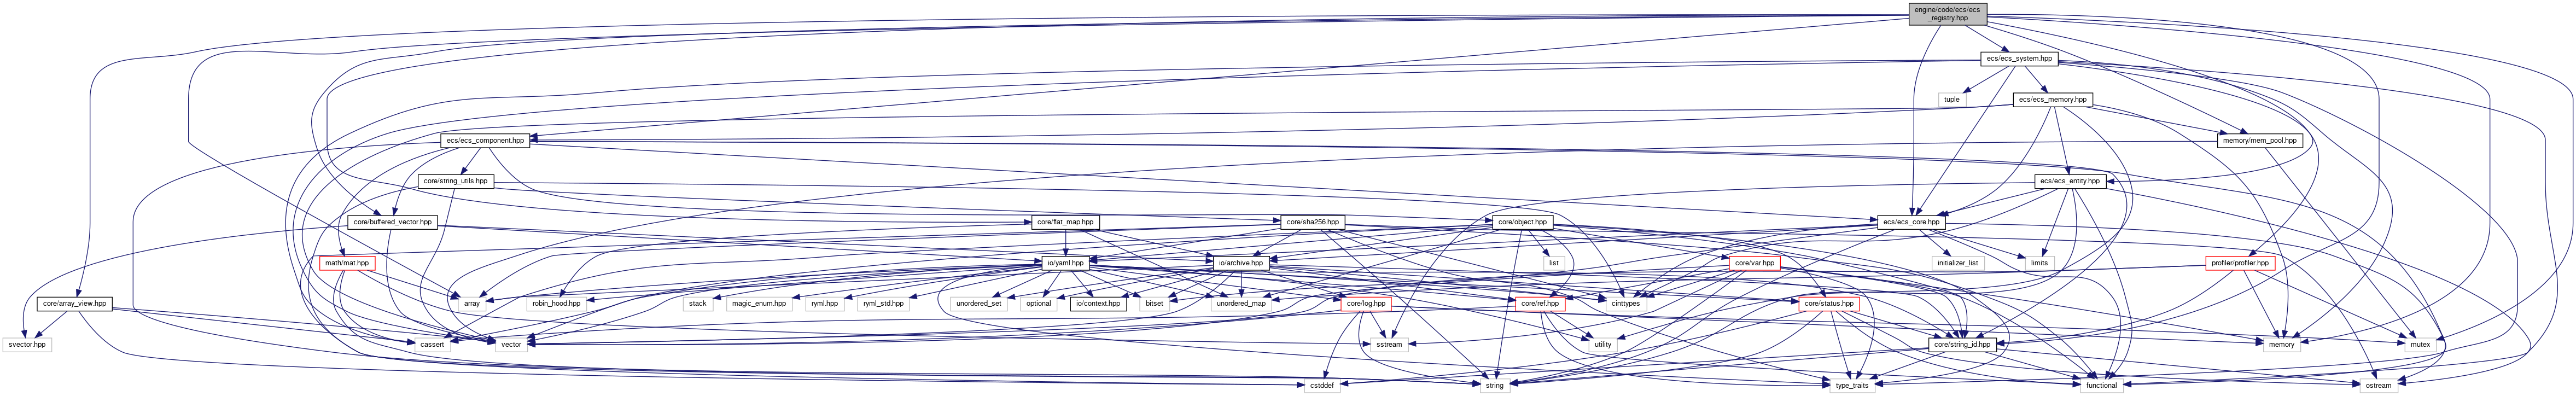 engine/code/ecs/ecs
_registry.hpp
ecs/ecs_system.hpp
tuple
ecs/ecs_memory.hpp
ecs/ecs_component.hpp
memory/mem_pool.hpp
core/string_utils.hpp
ecs/ecs_entity.hpp
core/buffered_vector.hpp
core/flat_map.hpp
core/sha256.hpp
core/object.hpp
ecs/ecs_core.hpp
math/mat.hpp
io/yaml.hpp
io/archive.hpp
list
core/var.hpp
initializer_list
limits
profiler/profiler.hpp
core/array_view.hpp
array
robin_hood.hpp
stack
magic_enum.hpp
ryml.hpp
ryml_std.hpp
unordered_set
optional
io/context.hpp
bitset
unordered_map
core/log.hpp
core/ref.hpp
cinttypes
core/status.hpp
svector.hpp
cassert
vector
sstream
utility
core/string_id.hpp
memory
mutex
cstddef
string
type_traits
functional
ostream